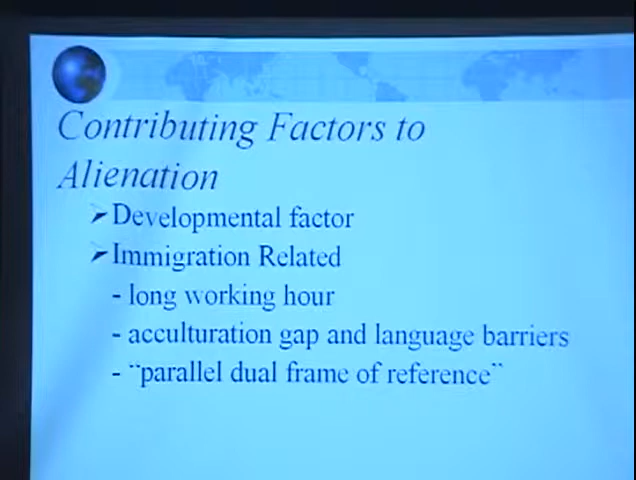 Contributing Factors to
Alienation
➢Developmental factor
➢Immigration Related
- long working hour
- acculturation gap and language barriers
- ¨parallel dual frame of reference¨